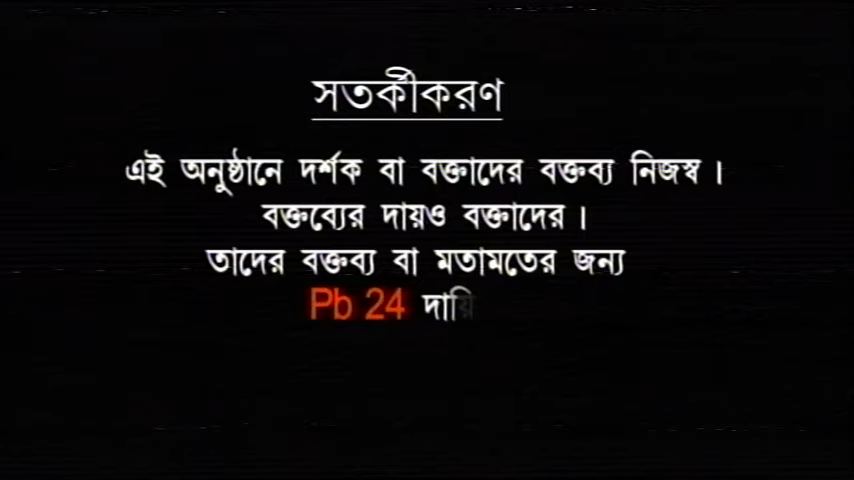 সতর্কীকরণ
এই অনুষ্ঠানে দর্শক বা বক্তাদের বক্তব্য নিজস্ব।
বক্তব্যের দায়ও বক্তাদের।
তাদের বক্তব্য বা মতামতের জন্য
Pb 24 দায়ি